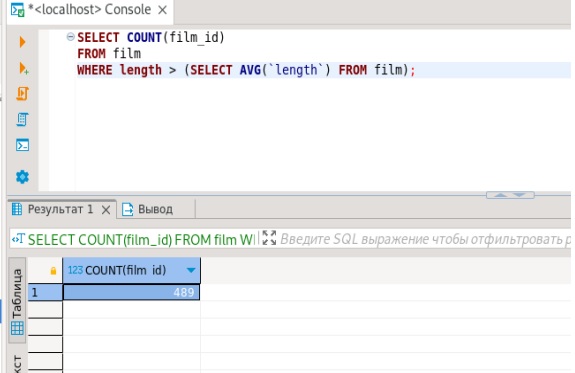 *<localhost> Console
SELECT COUNT(film_id)
FROM film
WHERE length > (SELECT AVG(`length`) FROM film);
Результат 1
Вывод
SELECT COUNT(film_id) FROM film WI
Введите SQL выражение чтобы отфильтровать р
Таблица
123 COUNT(film_id)
1
489
кст